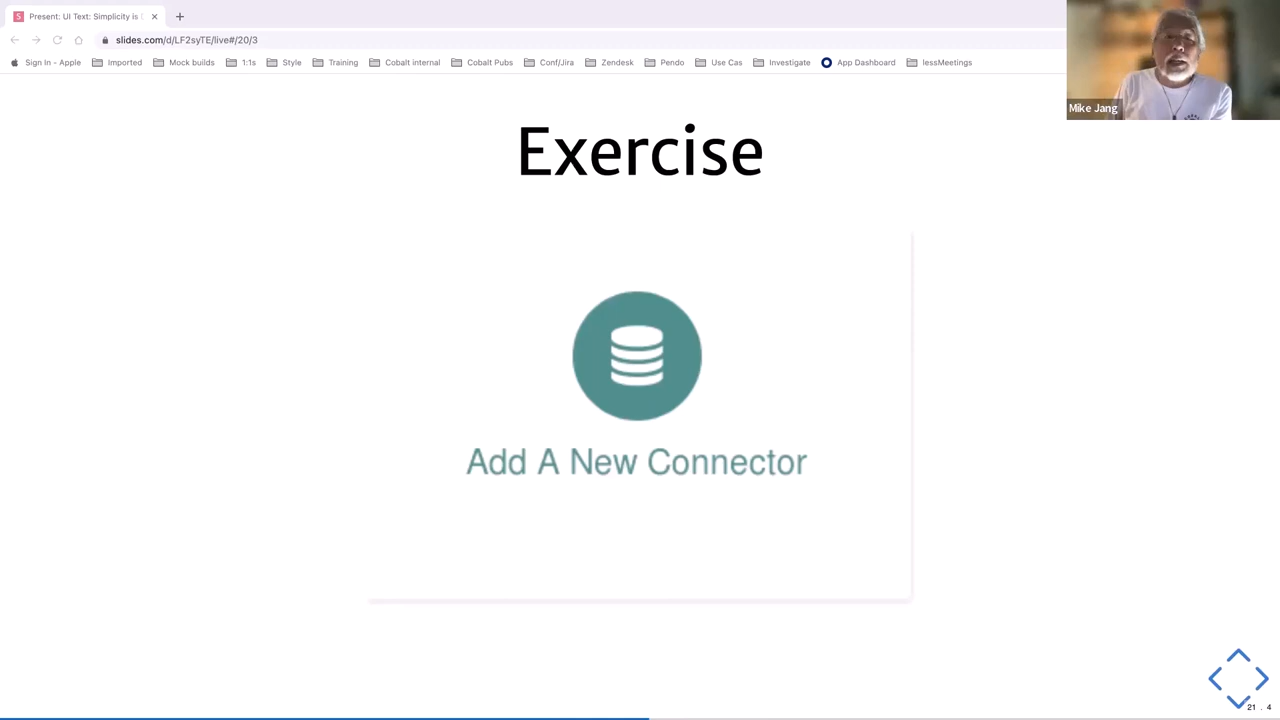 Present: UI Text: Simplicity is
slides.com/d/LF2syTE/live#/20/3
Sign In - Apple Imported Mock builds 1:1s Style Training Cobalt internal Cobalt Pubs Conf/Jira Zendesk Pendo Use Cas Investigate App Dashboard lessMeetings
Mike Jang
Exercise
Add A New Connector
21 . 4